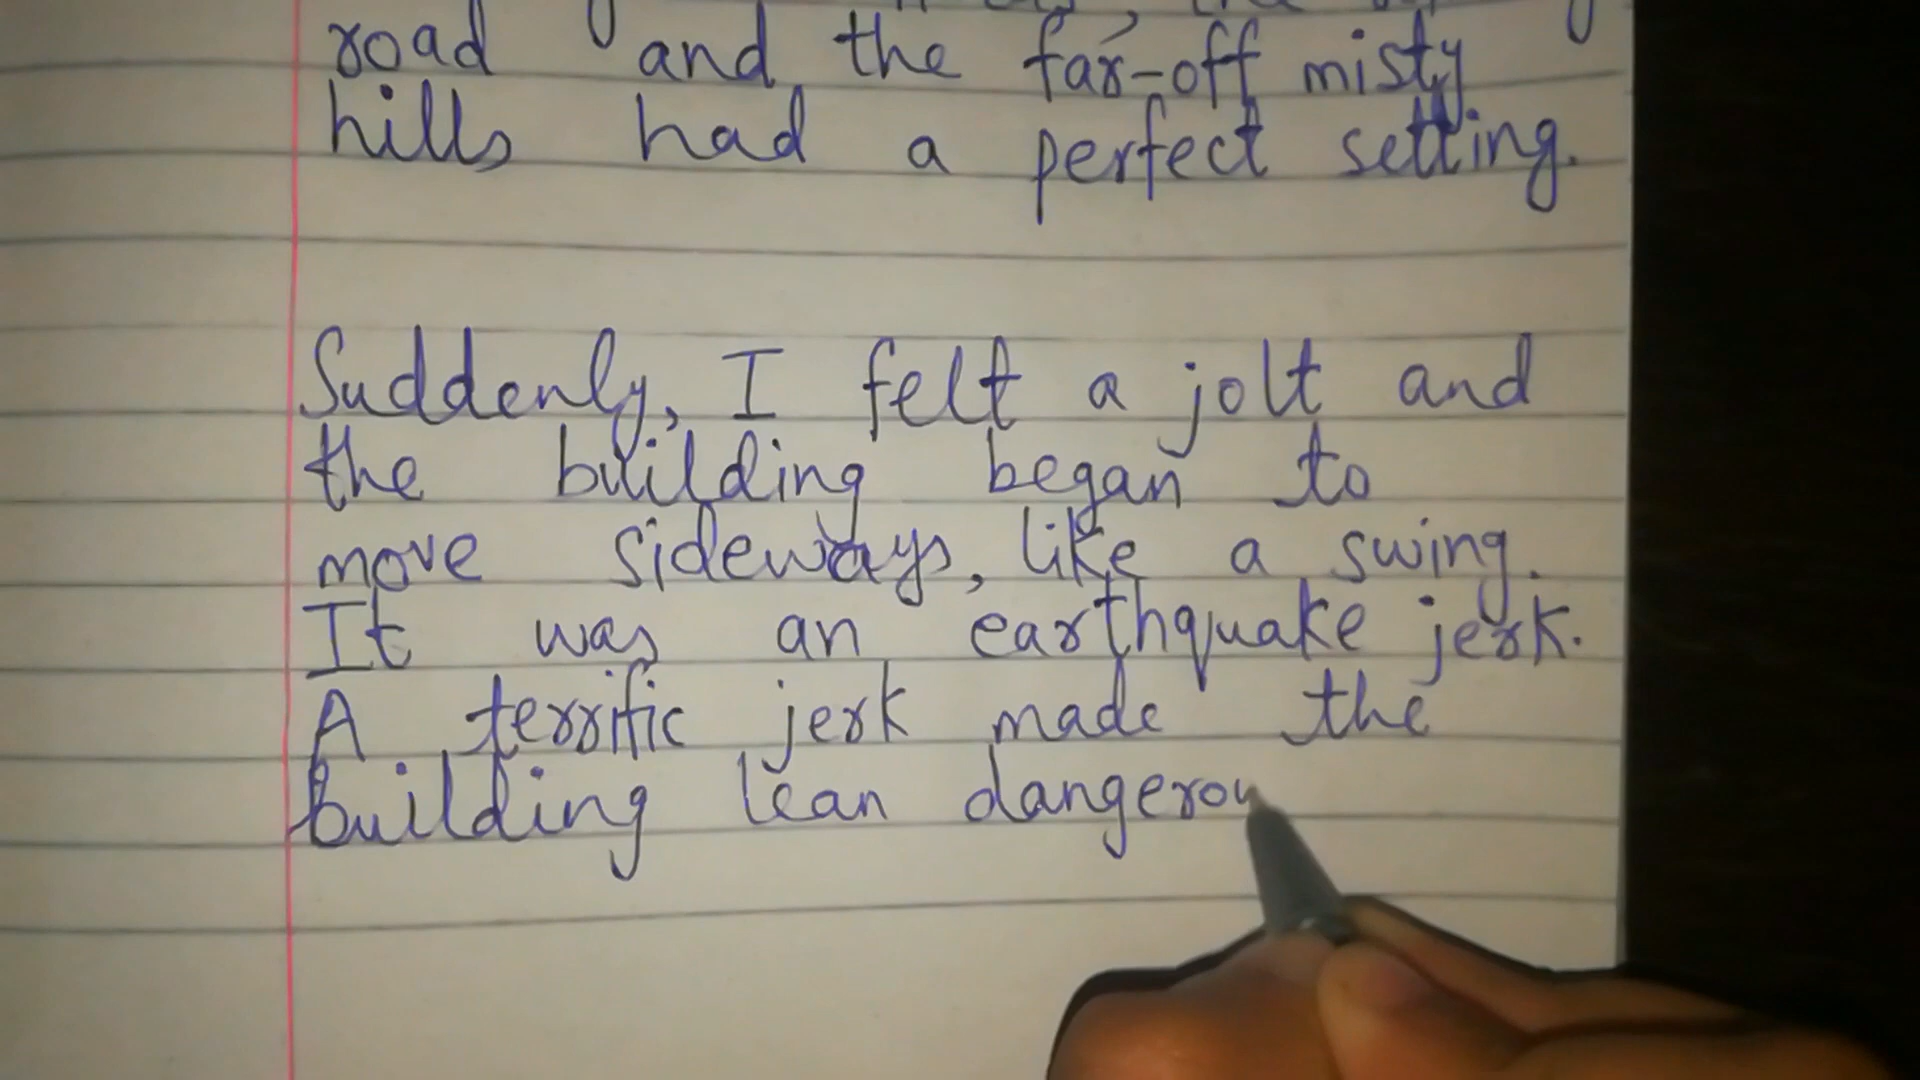 road and the far-off misty
hills had a perfect setting.
Suddenly, I felt a jolt and
the building began to
move sideways, like a swing.
It was an earthquake jerk.
A terrific jerk made the
building lean dangerou